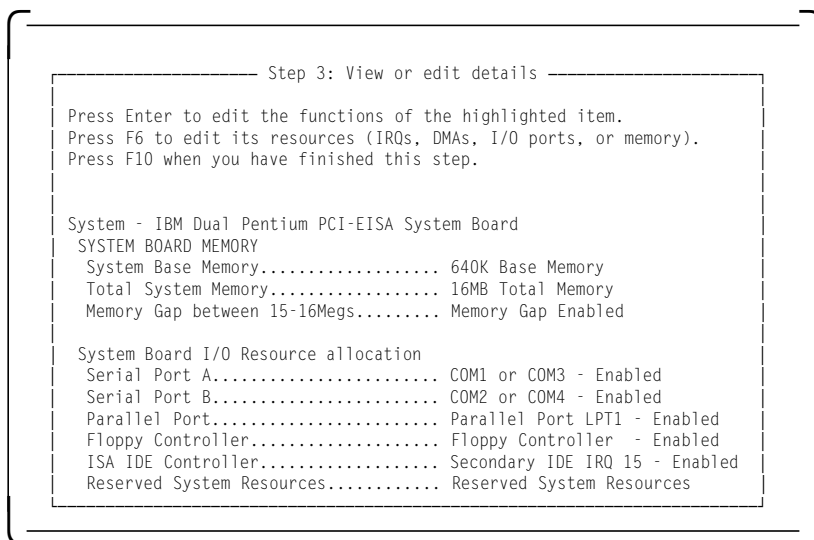 Step 3: View or edit details
Press Enter to edit the functions of the highlighted item.
Press F6 to edit its resources (IRQs, DMAs, I/O ports, or memory).
Press F10 when you have finished this step.
System - IBM Dual Pentium PCI-EISA System Board
SYSTEM BOARD MEMORY
System Base Memory................... 640K Base Memory
Total System Memory.................. 16MB Total Memory
Memory Gap between 15-16Megs......... Memory Gap Enabled
System Board I/O Resource allocation
Serial Port A........................ COM1 or COM3 - Enabled
Serial Port B........................ COM2 or COM4 - Enabled
Parallel Port........................ Parallel Port LPT1 - Enabled
Floppy Controller.................... Floppy Controller  - Enabled
ISA IDE Controller................... Secondary IDE IRQ 15 - Enabled
Reserved System Resources............ Reserved System Resources